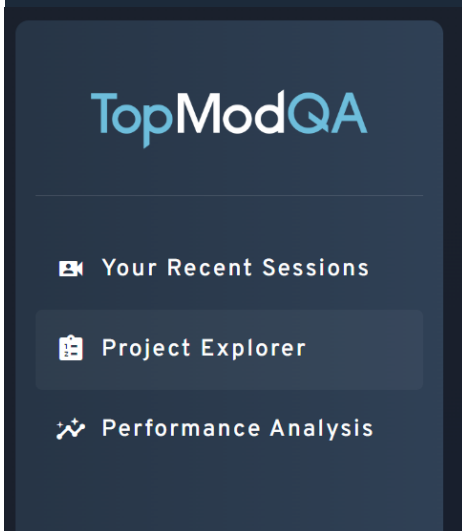 TopModQA
Your Recent Sessions
Project Explorer
Performance Analysis